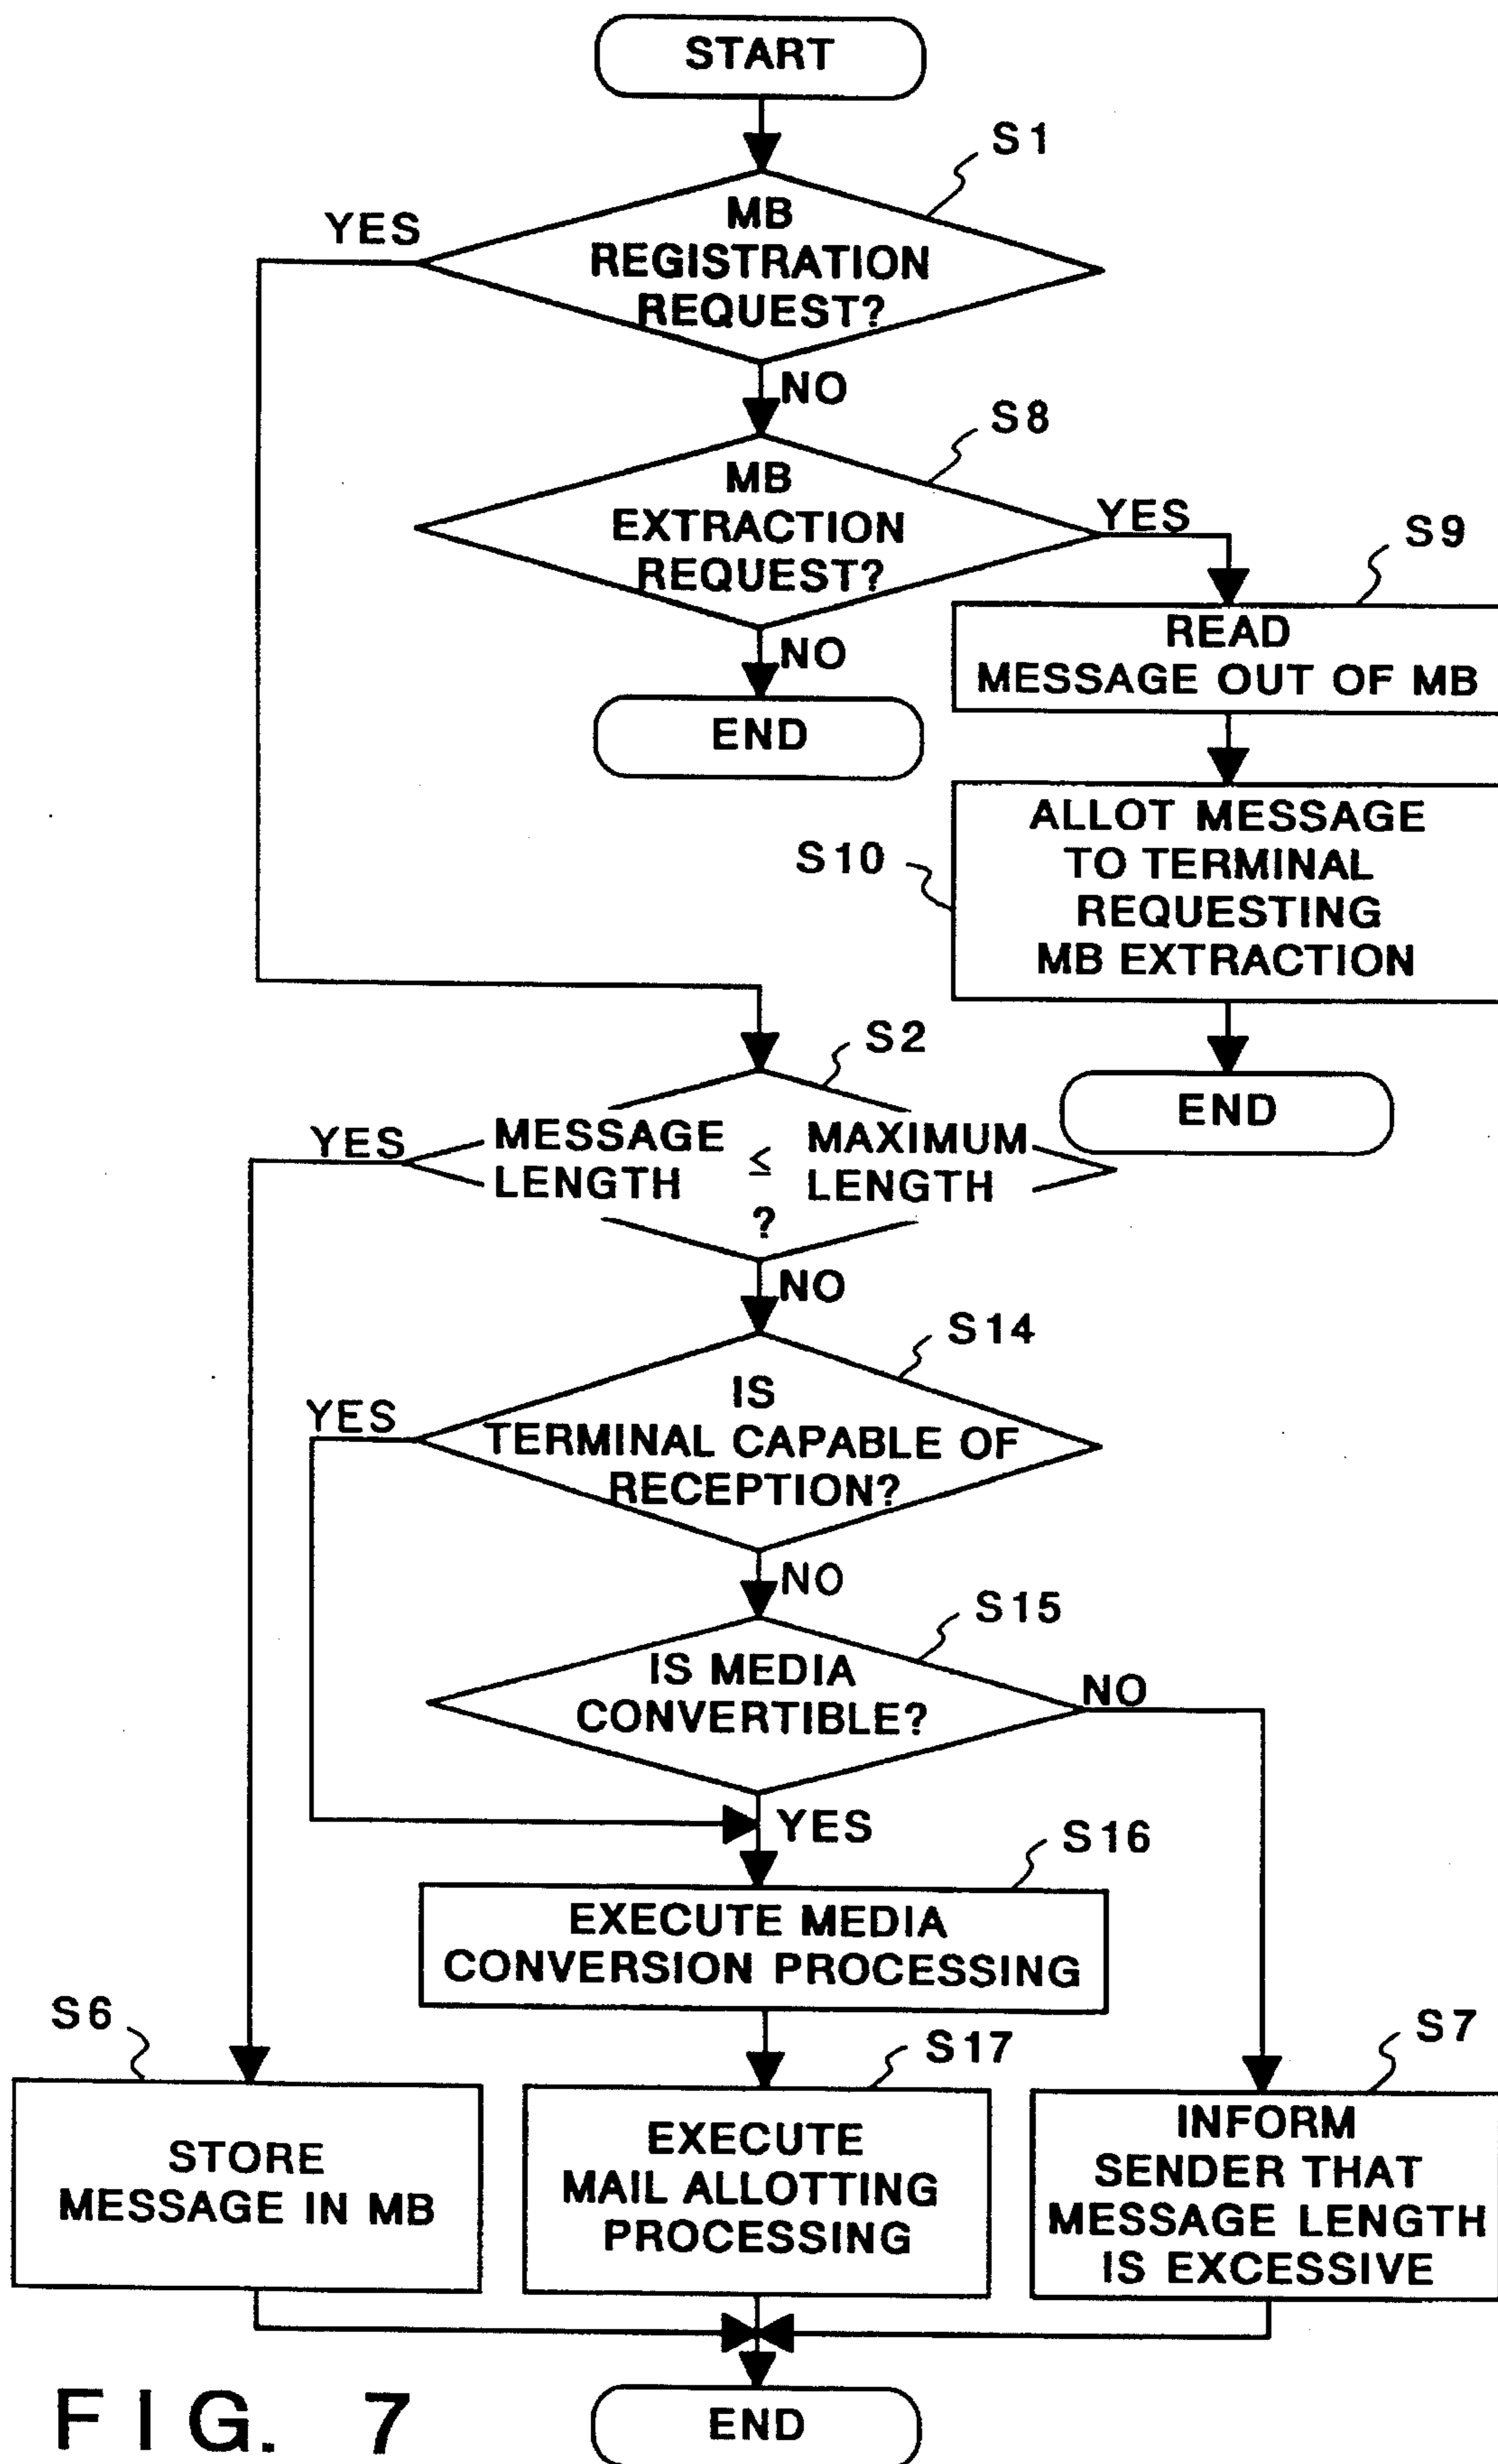 START
S1
YES
MB
REGISTRATION
REQUEST?
NO
S8
MB
EXTRACTION
REQUEST?
YES
S9
NO
READ
MESSAGE OUT OF MB
END
S10
ALLOT MESSAGE
TO TERMINAL
REQUESTING
MB EXTRACTION
S2
END
YES
MESSAGE
LENGTH
≤
MAXIMUM
LENGTH
?
NO
S14
IS
TERMINAL CAPABLE OF
RECEPTION?
YES
NO
S15
IS MEDIA
CONVERTIBLE?
NO
YES
S16
EXECUTE MEDIA
CONVERSION PROCESSING
S6
S17
S7
STORE
MESSAGE IN MB
EXECUTE
MAIL ALLOTTING
PROCESSING
INFORM
SENDER THAT
MESSAGE LENGTH
IS EXCESSIVE
END
FIG. 7